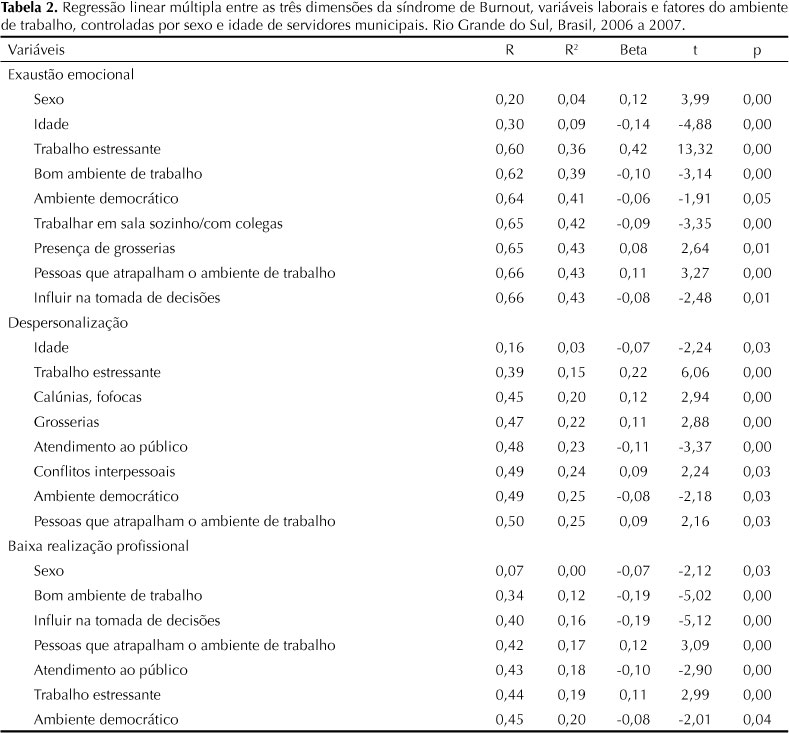 Tabela 2. Regressão linear múltipla entre as três dimensões da síndrome de Burnout, variáveis laborais e fatores do ambiente
de trabalho, controladas por sexo e idade de servidores municipais. Rio Grande do Sul, Brasil, 2006 a 2007.
Variáveis R R² Beta t p
Exaustão emocional
Sexo 0,20 0,04 0,12 3,99 0,00
Idade 0,30 0,09 -0,14 -4,88 0,00
Trabalho estressante 0,60 0,36 0,42 13,32 0,00
Bom ambiente de trabalho 0,62 0,39 -0,10 -3,14 0,00
Ambiente democrático 0,64 0,41 -0,06 -1,91 0,05
Trabalhar em sala sozinho/com colegas 0,65 0,42 -0,09 -3,35 0,00
Presença de grosserias 0,65 0,43 0,08 2,64 0,01
Pessoas que atrapalham o ambiente de trabalho 0,66 0,43 0,11 3,27 0,00
Influir na tomada de decisões 0,66 0,43 -0,08 -2,48 0,01
Despersonalização
Idade 0,16 0,03 -0,07 -2,24 0,03
Trabalho estressante 0,39 0,15 0,22 6,06 0,00
Calúnias, fofocas 0,45 0,20 0,12 2,94 0,00
Grosserias 0,47 0,22 0,11 2,88 0,00
Atendimento ao público 0,48 0,23 -0,11 -3,37 0,00
Conflitos interpessoais 0,49 0,24 0,09 2,24 0,03
Ambiente democrático 0,49 0,25 -0,08 -2,18 0,03
Pessoas que atrapalham o ambiente de trabalho 0,50 0,25 0,09 2,16 0,03
Baixa realização profissional
Sexo 0,07 0,00 -0,07 -2,12 0,03
Bom ambiente de trabalho 0,34 0,12 -0,19 -5,02 0,00
Influir na tomada de decisões 0,40 0,16 -0,19 -5,12 0,00
Pessoas que atrapalham o ambiente de trabalho 0,42 0,17 0,12 3,09 0,00
Atendimento ao público 0,43 0,18 -0,10 -2,90 0,00
Trabalho estressante 0,44 0,19 0,11 2,99 0,00
Ambiente democrático 0,45 0,20 -0,08 -2,01 0,04